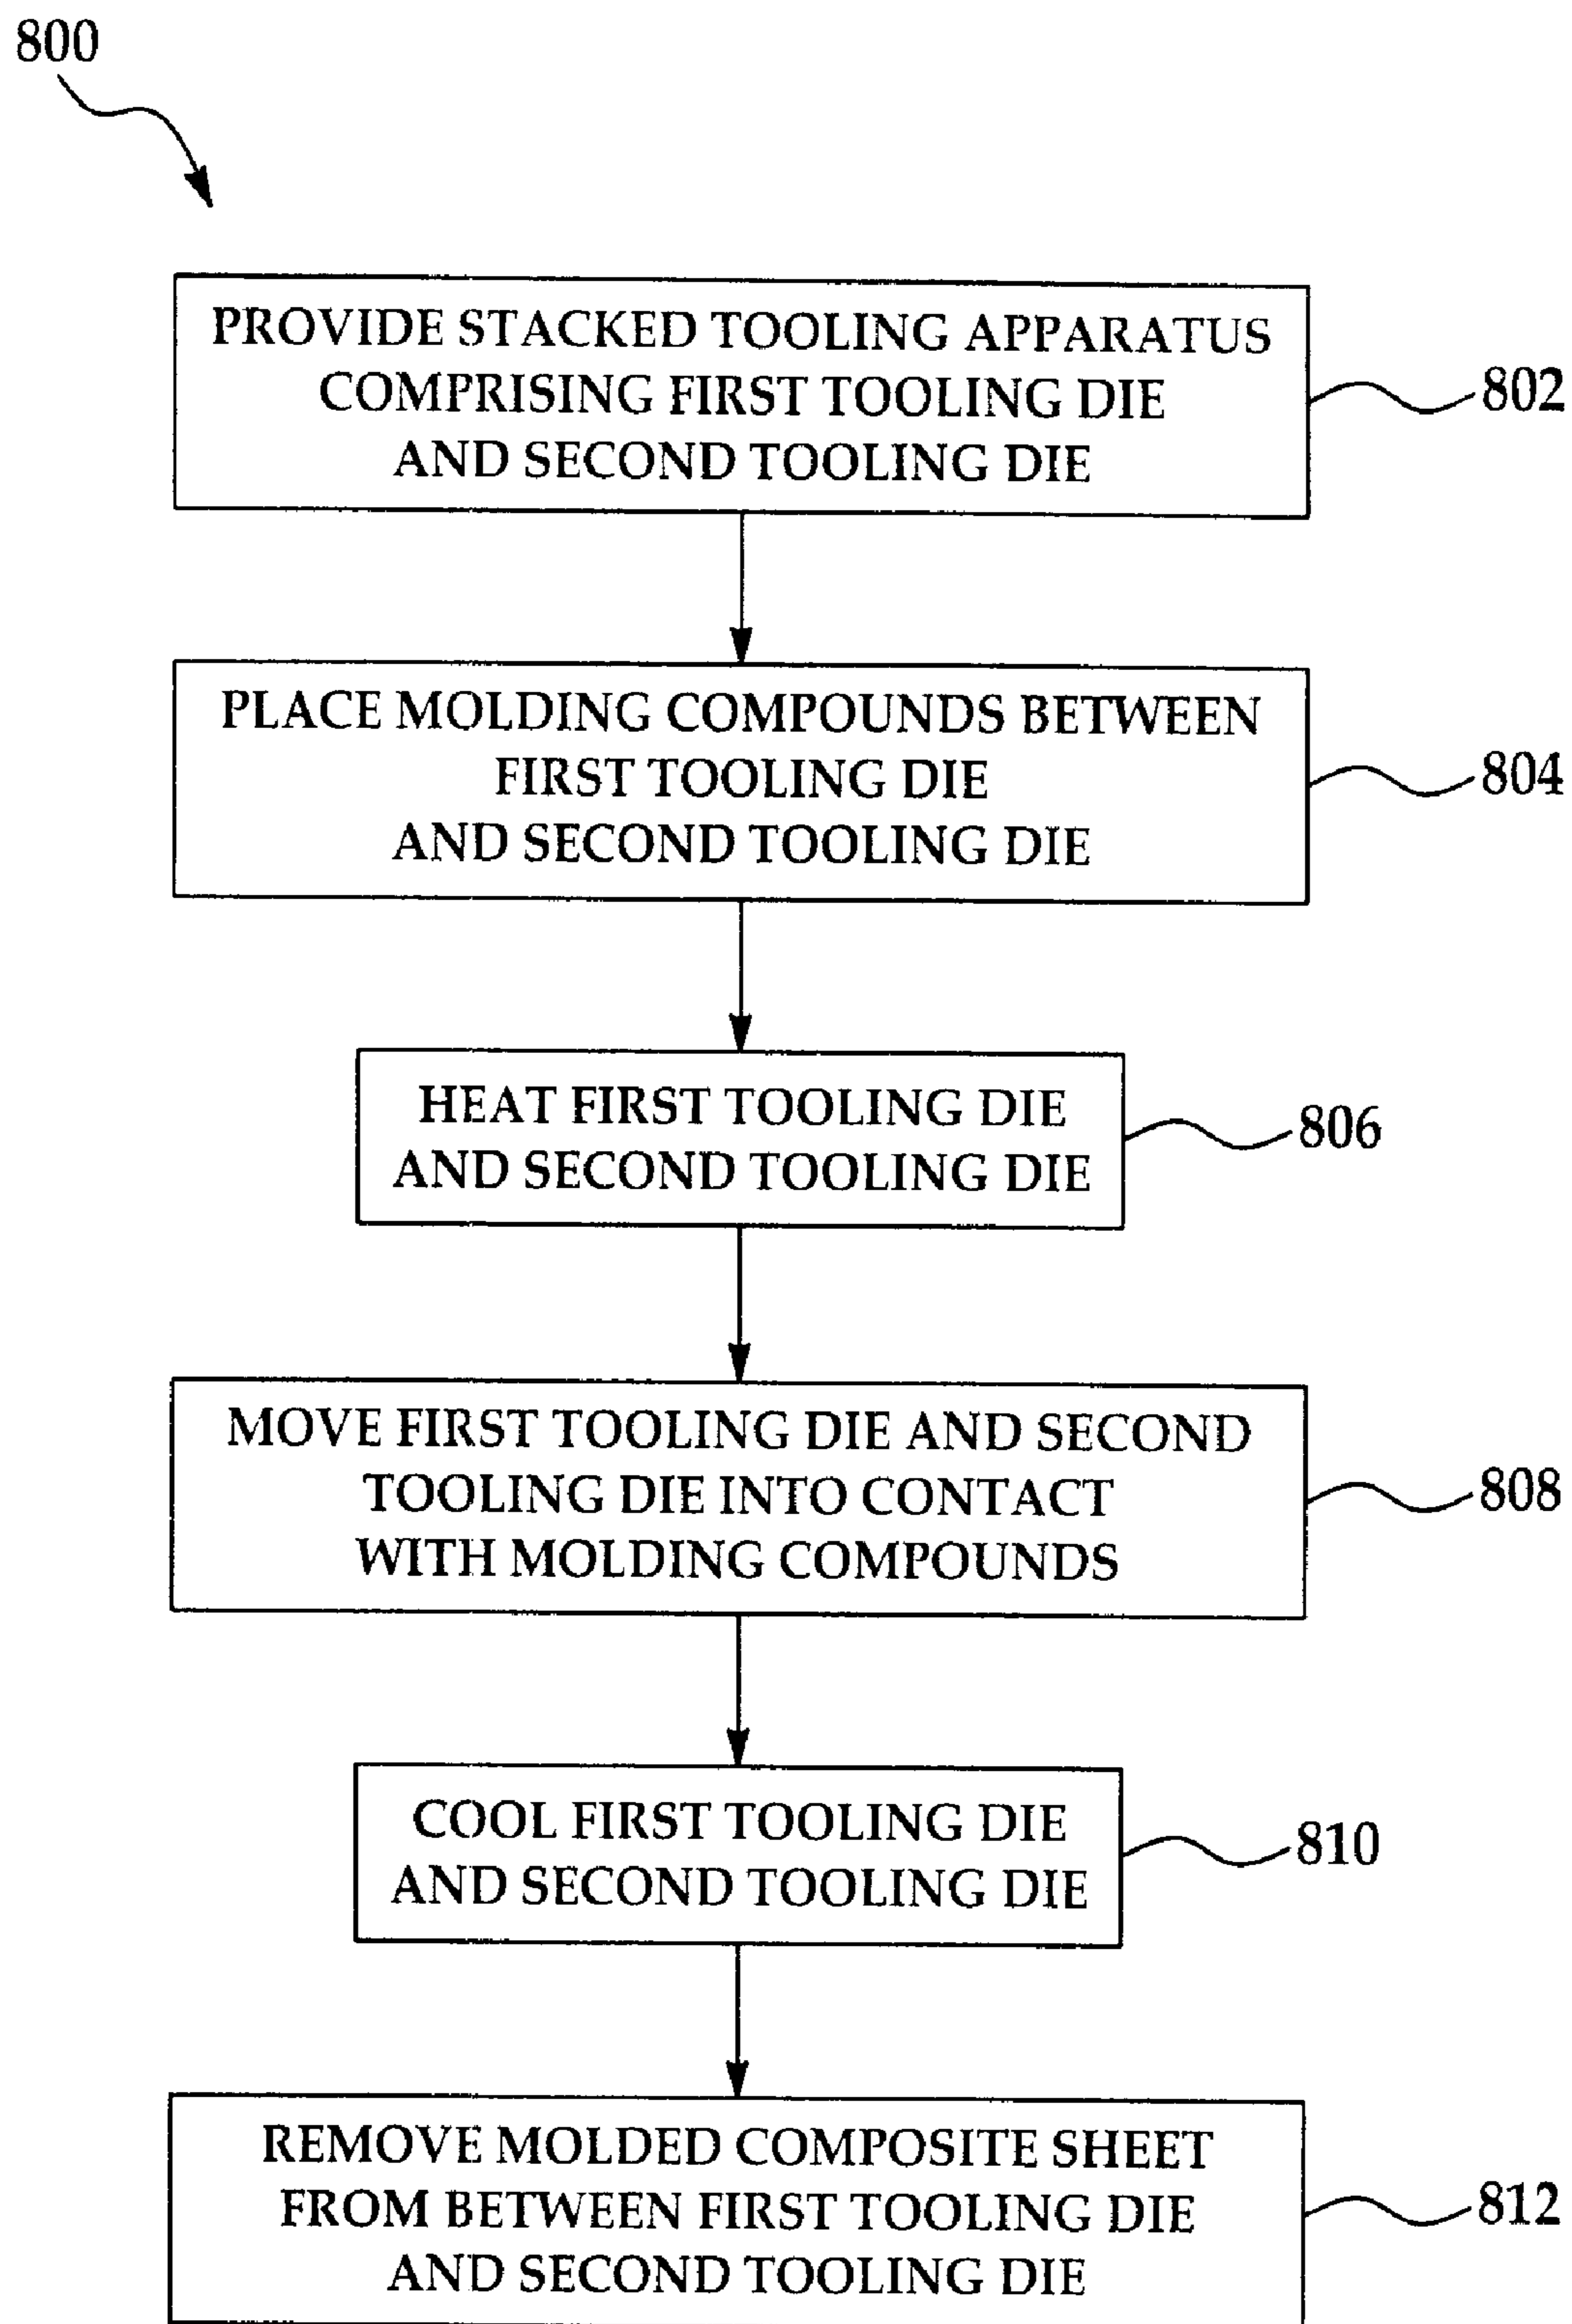 800
PROVIDE STACKED TOOLING APPARATUS
COMPRISING FIRST TOOLING DIE
AND SECOND TOOLING DIE
802
PLACE MOLDING COMPOUNDS BETWEEN
FIRST TOOLING DIE
AND SECOND TOOLING DIE
804
HEAT FIRST TOOLING DIE
AND SECOND TOOLING DIE
806
MOVE FIRST TOOLING DIE AND SECOND
TOOLING DIE INTO CONTACT
WITH MOLDING COMPOUNDS
808
COOL FIRST TOOLING DIE
AND SECOND TOOLING DIE
810
REMOVE MOLDED COMPOSITE SHEET
FROM BETWEEN FIRST TOOLING DIE
AND SECOND TOOLING DIE
812